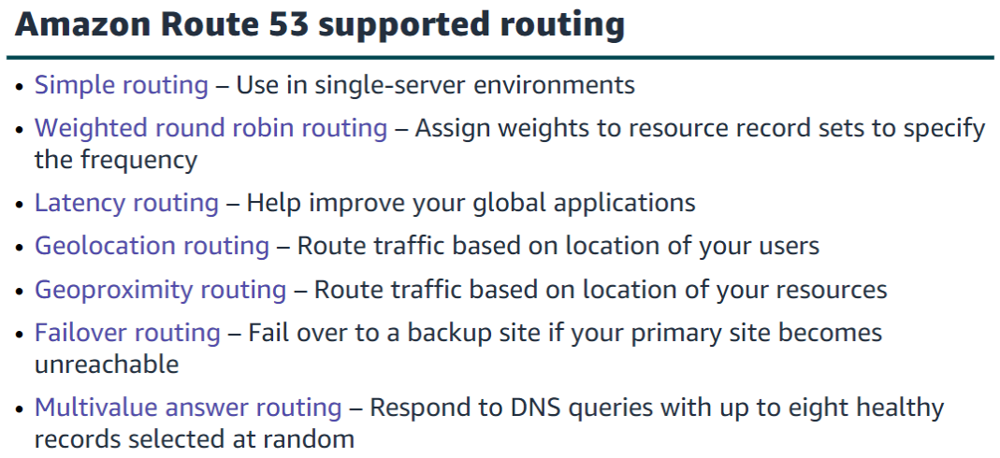 Amazon Route 53 supported routing
• Simple routing – Use in single-server environments
• Weighted round robin routing – Assign weights to resource record sets to specify
the frequency
• Latency routing – Help improve your global applications
• Geolocation routing – Route traffic based on location of your users
• Geoproximity routing – Route traffic based on location of your resources
• Failover routing – Fail over to a backup site if your primary site becomes
unreachable
• Multivalue answer routing – Respond to DNS queries with up to eight healthy
records selected at random